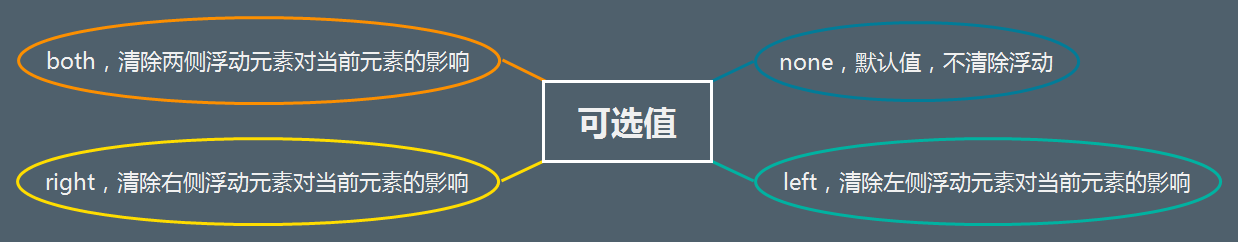 both，清除两侧浮动元素对当前元素的影响
none，默认值，不清除浮动
可选值
right，清除右侧浮动元素对当前元素的影响
left，清除左侧浮动元素对当前元素的影响